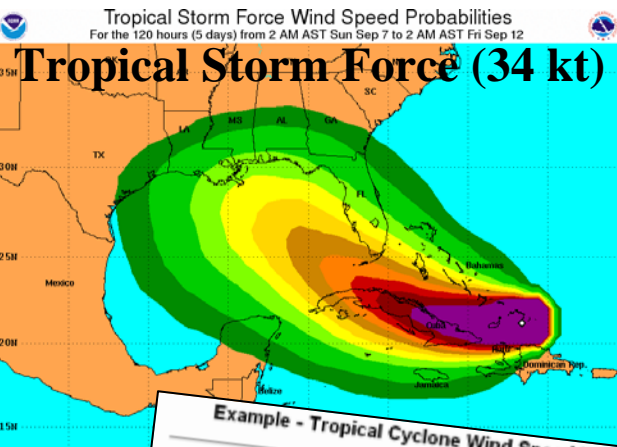 Tropical Storm Force Wind Speed Probabilities
For the 120 hours (5 days) from 2 AM AST Sun Sep 7 to 2 AM AST Fri Sep 12
Tropical Storm Force (34 kt)
35N
SC
MS
AL
GA
LA
TX
30N
FL
25N
Bahamas
Mexico
Cuba
20N
Haiti
Dominican Rep.
Jamaica
Belize
15N
Example - Tropical Cyclone Wind